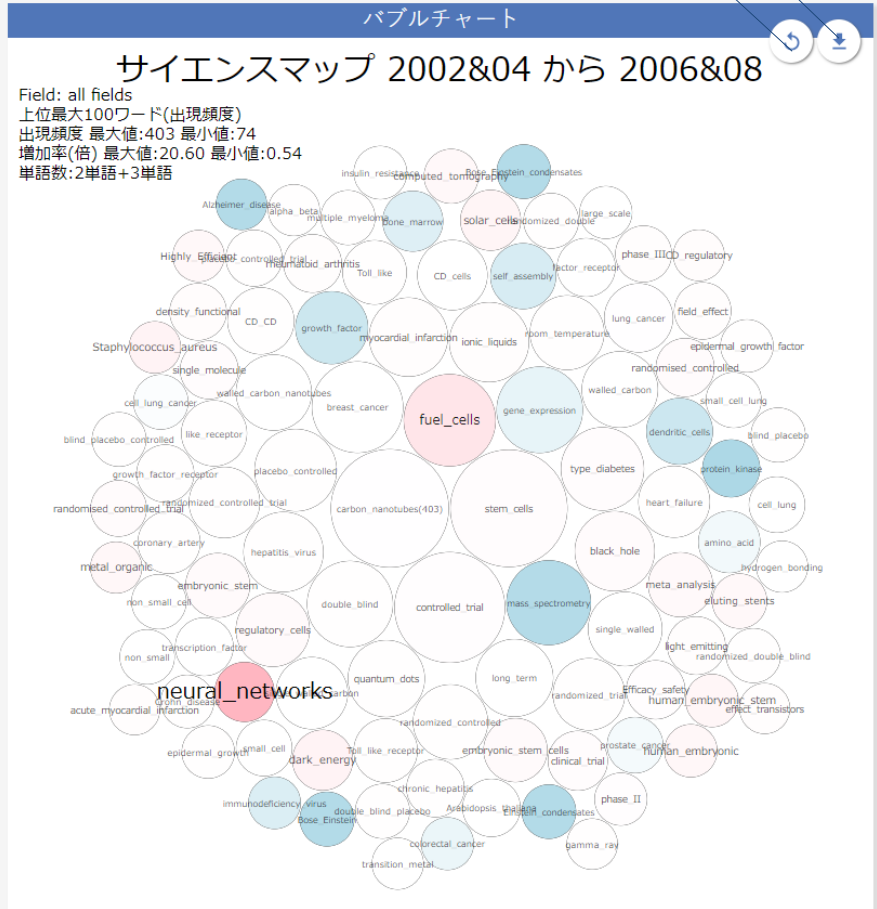 バブルチャート
サイエンスマップ 2002&04 から 2006&08
Field: all fields
上位最大100ワード(出現頻度)
出現頻度 最大値:403 最小値:74
増加率(倍) 最大値:20.60 最小値:0.54
単語数:2単語+3単語
insulin_resistance
computed_tomography
Bose_Einstein_condensates
Alzheimer_disease
alpha_beta
multiple_myeloma
bone_marrow
solar_cells
randomized_double
large_scale
Highly_Efficient
placebo_controlled_trial
rheumatoid_arthritis
Toll_like
CD_cells
self_assembly
factor_receptor
phase_III
CD_regulatory
density_functional
CD_CD
growth_factor
myocardial_infarction
ionic_liquids
room_temperature
lung_cancer
field_effect
Staphylococcus_aureus
single_molecule
epidermal_growth_factor
randomised_controlled
walled_carbon_nanotubes
walled_carbon
cell_lung_cancer
breast_cancer
fuel_cells
gene_expression
small_cell_lung
blind_placebo_controlled
like_receptor
dendritic_cells
blind_placebo
growth_factor_receptor
placebo_controlled
type_diabetes
protein_kinase
randomised_controlled_trial
randomized_controlled_trial
carbon_nanotubes(403)
stem_cells
heart_failure
cell_lung
coronary_artery
hepatitis_virus
black_hole
amino_acid
metal_organic
embryonic_stem
meta_analysis
hydrogen_bonding
non_small_cell
double_blind
controlled_trial
mass_spectrometry
eluting_stents
regulatory_cells
single_walled
transcription_factor
light_emitting
non_small
randomized_double_blind
neural_networks
quantum_dots
long_term
randomized_trial
Efficacy_safety
human_embryonic_stem
acute_myocardial_infarction
Crohn_disease
effect_transistors
randomized_controlled
epidermal_growth
small_cell
dark_energy
Toll_like_receptor
embryonic_stem_cells
clinical_trial
prostate_cancer
human_embryonic
chronic_hepatitis
immunodeficiency_virus
Bose_Einstein
double_blind_placebo
Arabidopsis_thaliana
Einstein_condensates
phase_II
colorectal_cancer
gamma_ray
transition_metal